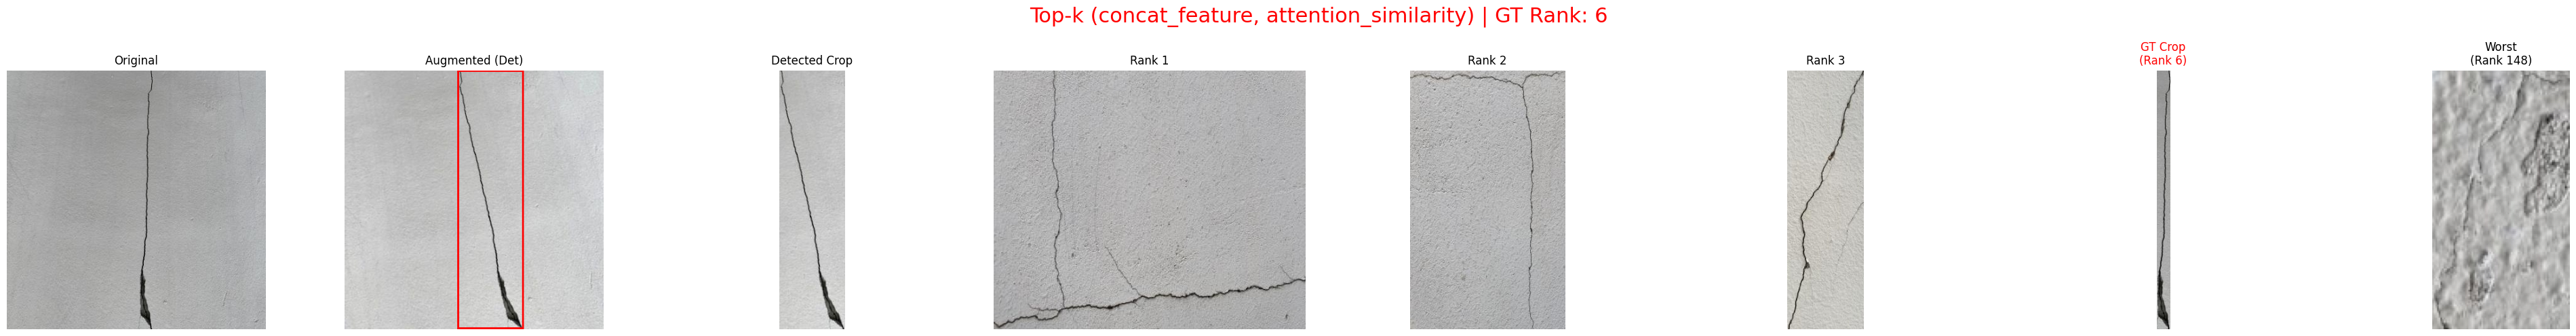 Top-k (concat_feature, attention_similarity) | GT Rank: 6
Original
Augmented (Det)
Detected Crop
Rank 1
Rank 2
Rank 3
GT Crop
(Rank 6)
Worst
(Rank 148)